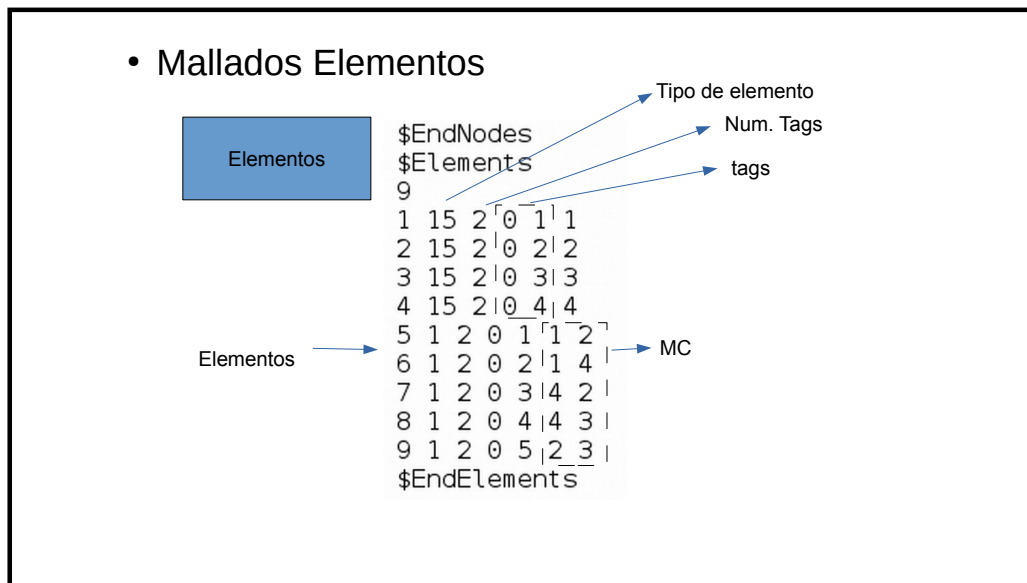 • Mallados Elementos
Tipo de elemento
Num. Tags
tags
Elementos
$EndNodes
$Elements
9
1 15 2 0 1 1
2 15 2 0 2 2
3 15 2 0 3 3
4 15 2 0 4 4
5 1 2 0 1 1 2
6 1 2 0 2 1 4
7 1 2 0 3 4 2
8 1 2 0 4 4 3
9 1 2 0 5 2 3
$EndElements
Elementos
MC